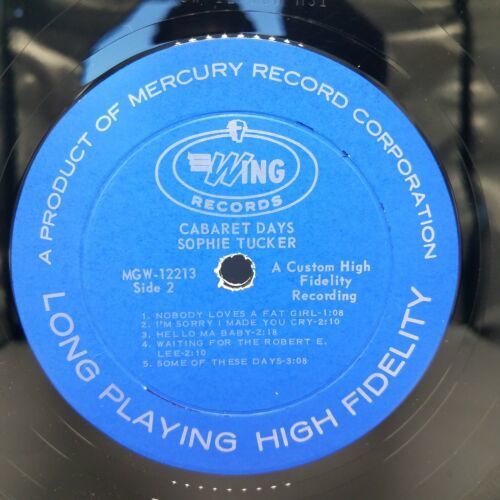 A PRODUCT OF MERCURY RECORD CORPORATION
WING
RECORDS
CABARET DAYS
SOPHIE TUCKER
MGW-12213
Side 2
A Custom High
Fidelity
Recording
1. NOBODY LOVES A FAT GIRL-1:08
2. I'M SORRY I MADE YOU CRY-2:10
3. HELLO MA BABY-2:18
4. WAITING FOR THE ROBERT E.
LEE-2:10
5. SOME OF THESE DAYS-3:08
LONG PLAYING HIGH FIDELITY